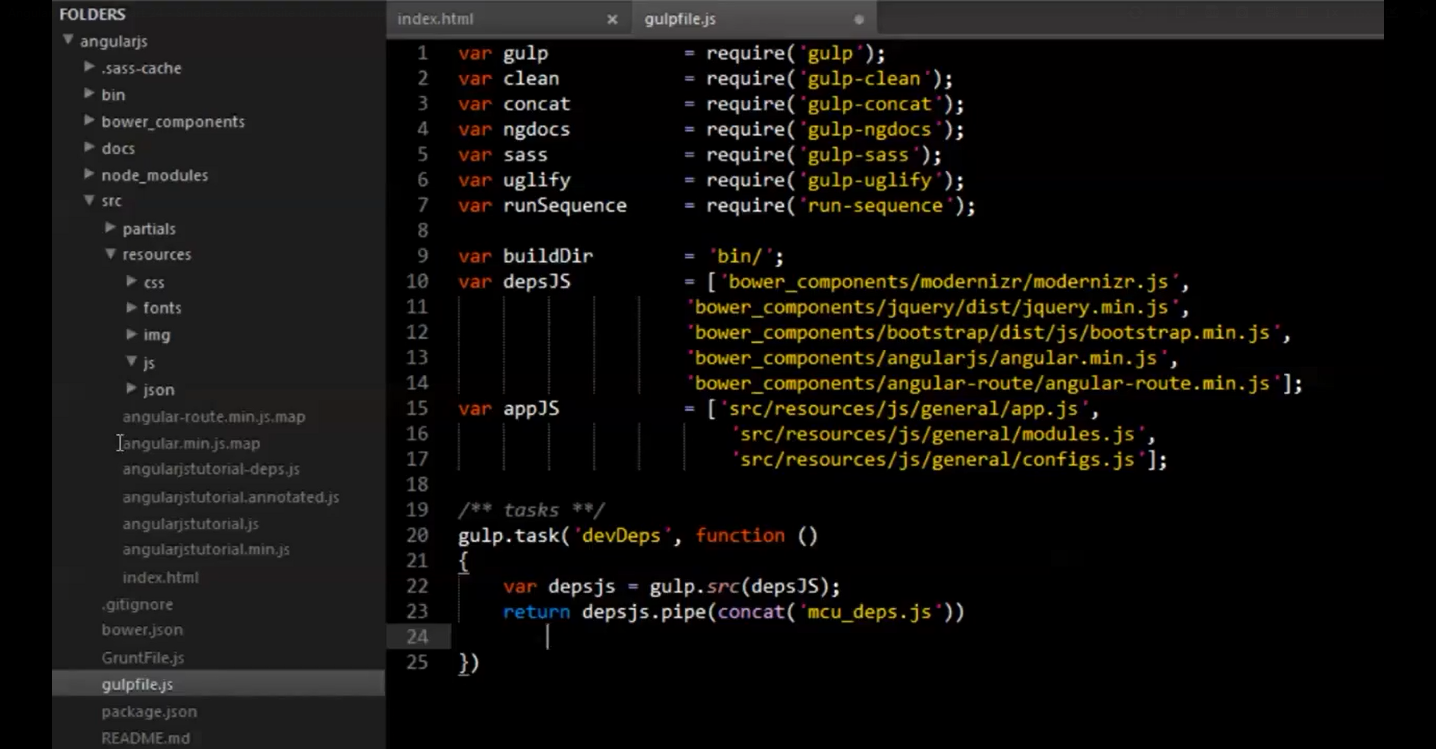 FOLDERS
angularjs
.sass-cache
bin
bower_components
docs
node_modules
src
partials
resources
css
fonts
img
js
json
angular-route.min.js.map
angular.min.js.map
angularjstutorial-deps.js
angularjstutorial.annotated.js
angularjstutorial.js
angularjstutorial.min.js
index.html
.gitignore
bower.json
GruntFile.js
gulpfile.js
package.json
README.md
index.html × gulpfile.js
1 var gulp = require('gulp');
2 var clean = require('gulp-clean');
3 var concat = require('gulp-concat');
4 var ngdocs = require('gulp-ngdocs');
5 var sass = require('gulp-sass');
6 var uglify = require('gulp-uglify');
7 var runSequence = require('run-sequence');
8
9 var buildDir = 'bin/';
10 var depsJS = ['bower_components/modernizr/modernizr.js',
11 'bower_components/jquery/dist/jquery.min.js',
12 'bower_components/bootstrap/dist/js/bootstrap.min.js',
13 'bower_components/angularjs/angular.min.js',
14 'bower_components/angular-route/angular-route.min.js'];
15 var appJS = ['src/resources/js/general/app.js',
16 'src/resources/js/general/modules.js',
17 'src/resources/js/general/configs.js'];
18
19 /** tasks **/
20 gulp.task('devDeps', function ()
21 {
22 var depsjs = gulp.src(depsJS);
23 return depsjs.pipe(concat('mcu_deps.js'))
24
25 })